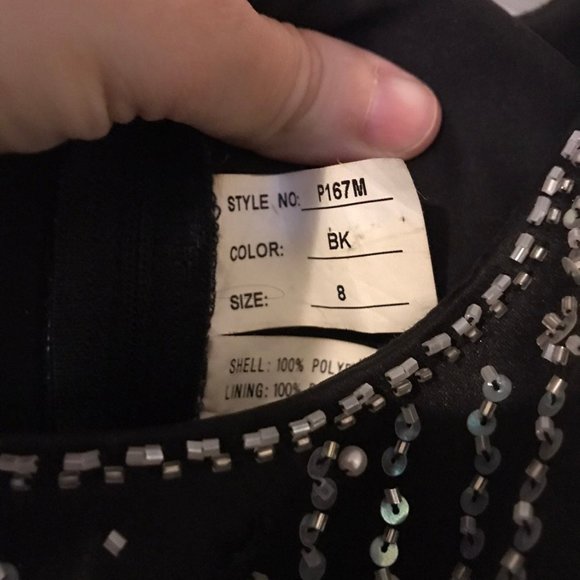 STYLE NO: P167M
COLOR: BK
SIZE: 8
SHELL: 100%
LINING: 100%